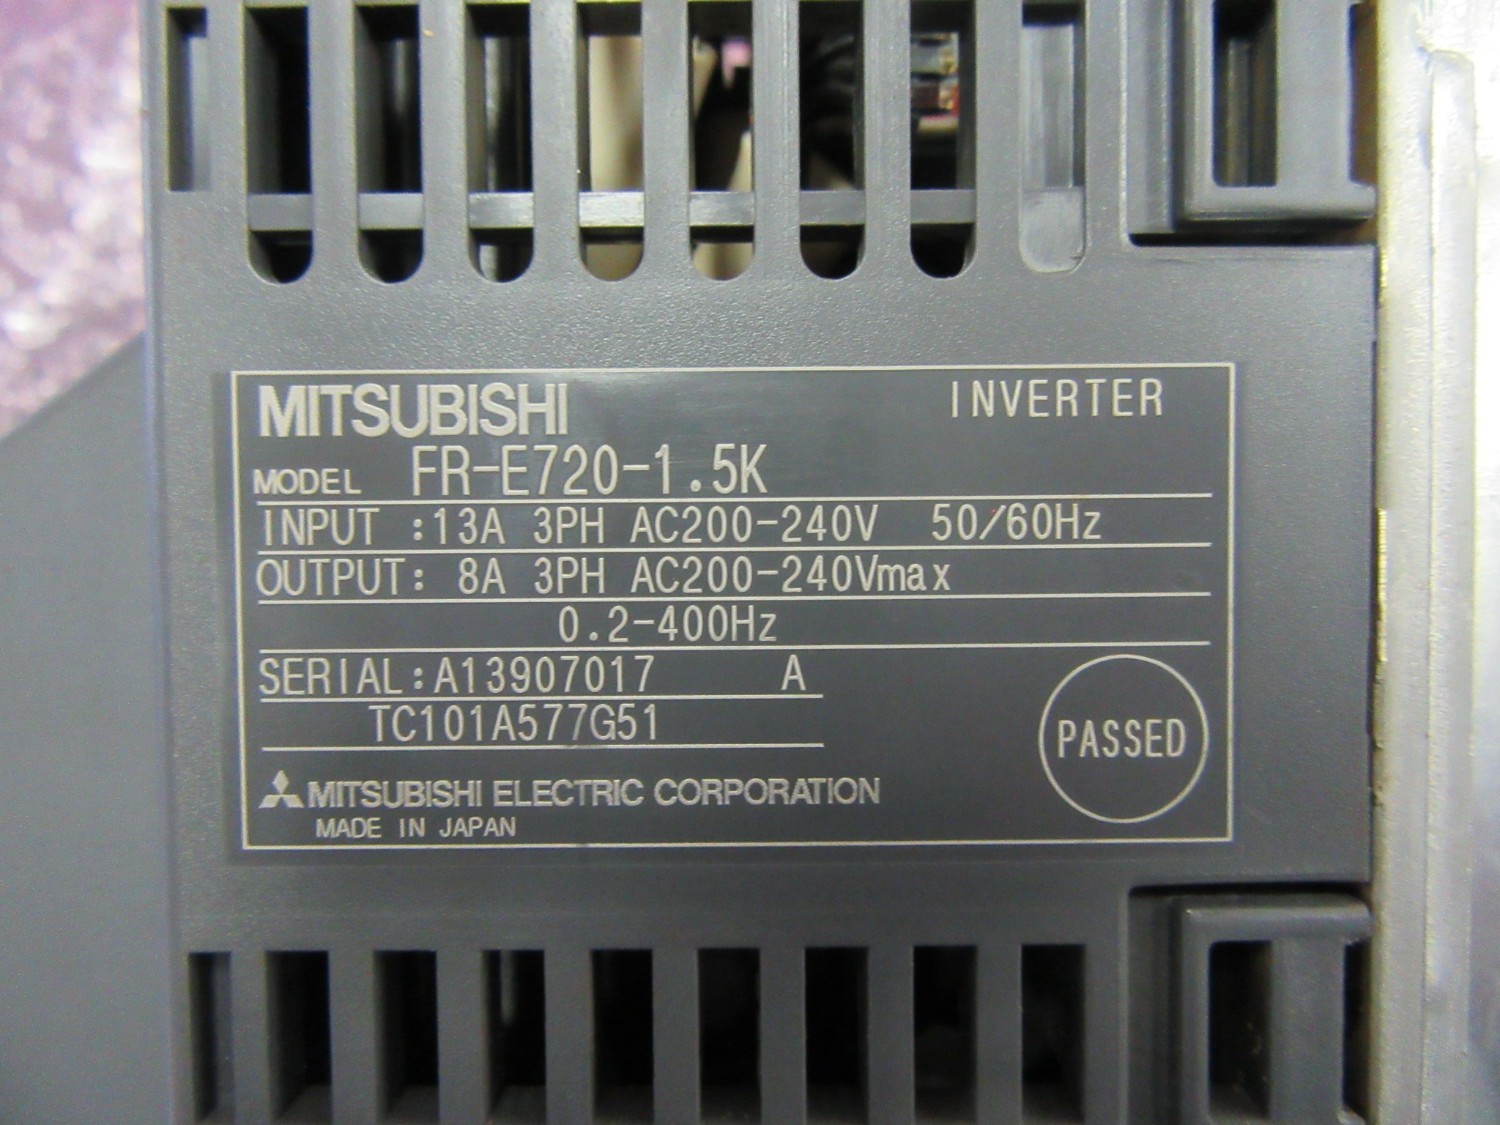 MITSUBISHI INVERTER
MODEL FR-E720-1.5K
INPUT :13A 3PH AC200-240V 50/60Hz
OUTPUT: 8A 3PH AC200-240Vmax
0.2-400Hz
SERIAL:A13907017 A
TC101A577G51
PASSED
MITSUBISHI ELECTRIC CORPORATION
MADE IN JAPAN